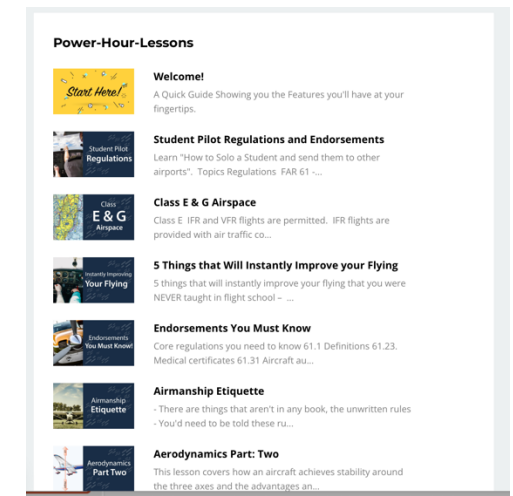 Power-Hour-Lessons
Start Here!
Welcome!
A Quick Guide Showing you the Features you'll have at your
fingertips.
Student Pilot
Regulations
Student Pilot Regulations and Endorsements
Learn "How to Solo a Student and send them to other
airports".  Topics Regulations  FAR 61 -...
Class
E & G
Airspace
Class E & G Airspace
Class E  IFR and VFR flights are permitted.  IFR flights are
provided with air traffic co...
Instantly Improving
Your Flying
5 Things that Will Instantly Improve your Flying
5 things that will instantly improve your flying that you were
NEVER taught in flight school –  ...
Endorsements
You Must Know!
Endorsements You Must Know
Core regulations you need to know 61.1 Definitions 61.23.
Medical certificates 61.31 Aircraft au...
Airmanship
Etiquette
Airmanship Etiquette
- There are things that aren't in any book, the unwritten rules
- You'd need to be told these ru...
Aerodynamics
Part Two
Aerodynamics Part: Two
This lesson covers how an aircraft achieves stability around
the three axes and the advantages an...